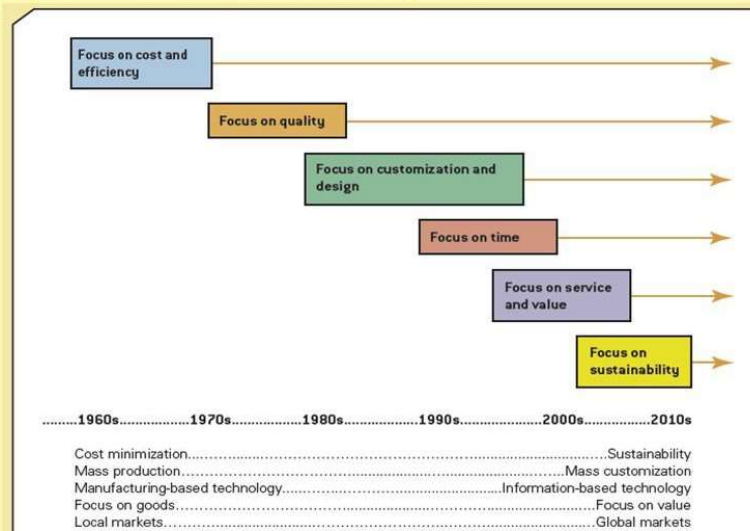 Focus on cost and
efficiency
Focus on quality
Focus on customization and
design
Focus on time
Focus on service
and value
Focus on
sustainability
........1960s................1970s................1980s.................1990s...................2000s.............2010s
Cost minimization.....................................................................................Sustainability
Mass production.............................................................................Mass customization
Manufacturing-based technology............................................Information-based technology
Focus on goods.................................................................................Focus on value
Local markets....................................................................................Global markets